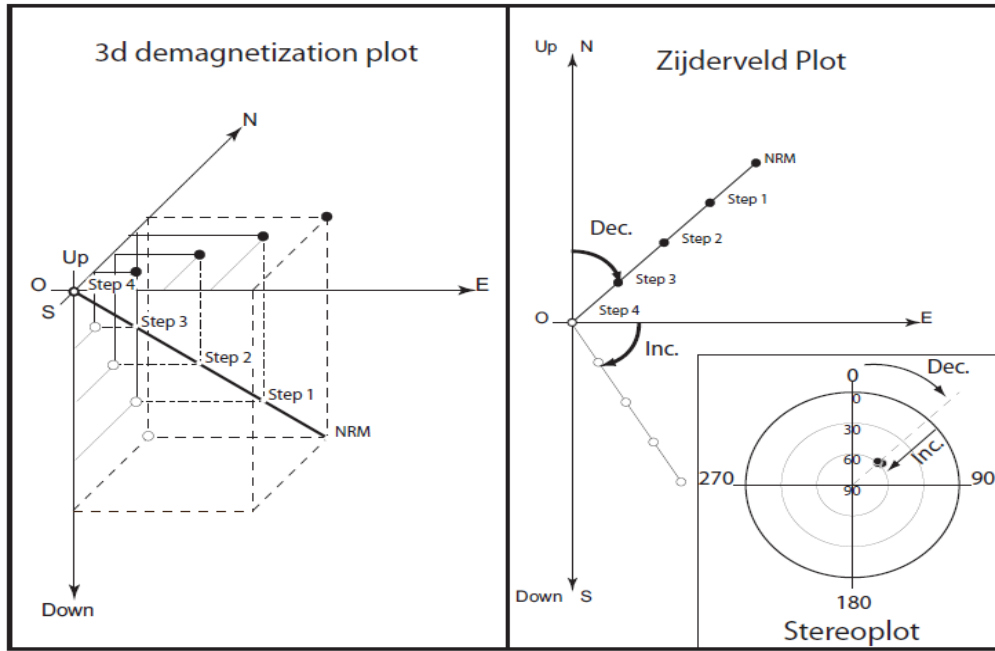 3d demagnetization plot
N
Up
O
Step 4
E
S
Step 3
Step 2
Step 1
NRM
Down
Up N
Zijderveld Plot
NRM
Step 1
Dec.
Step 2
Step 3
Step 4
O
E
Inc.
0
Dec.
0
30
Inc.
60
270
90
90
180
Down S
Stereoplot